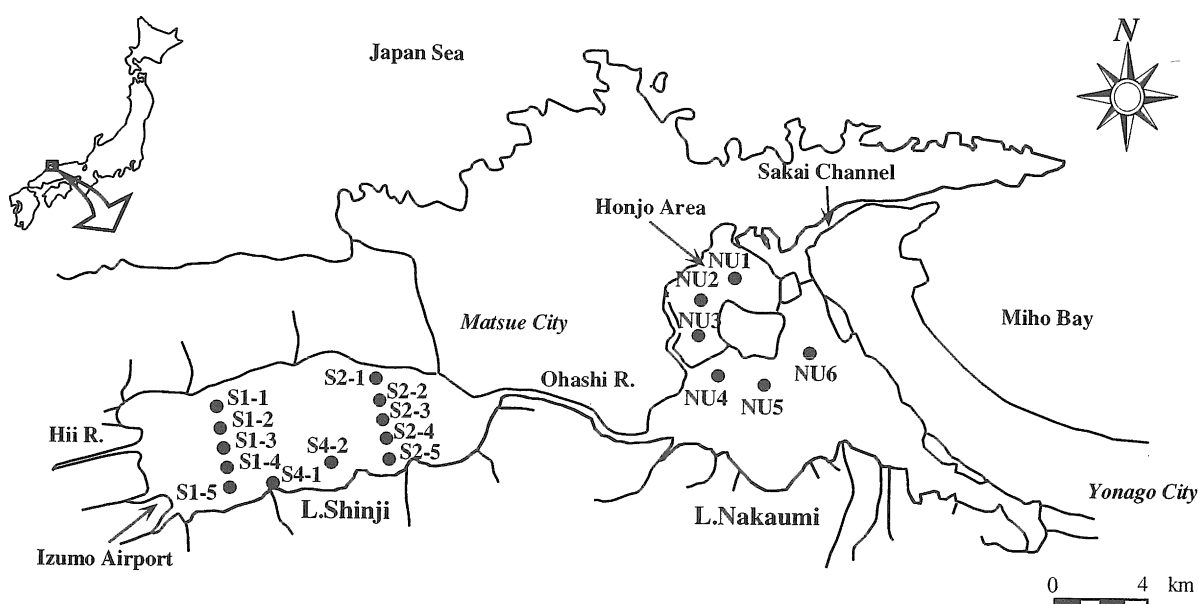 N
Japan Sea
Sakai Channel
Honjo Area
NU1
NU2
NU3
Matsue City
Miho Bay
Ohashi R.
NU4
NU5
NU6
S2-1
S2-2
S2-3
S2-4
S2-5
S1-1
S1-2
S1-3
S1-4
S1-5
Hii R.
S4-2
S4-1
L.Shinji
L.Nakaumi
Yonago City
Izumo Airport
0 4 km